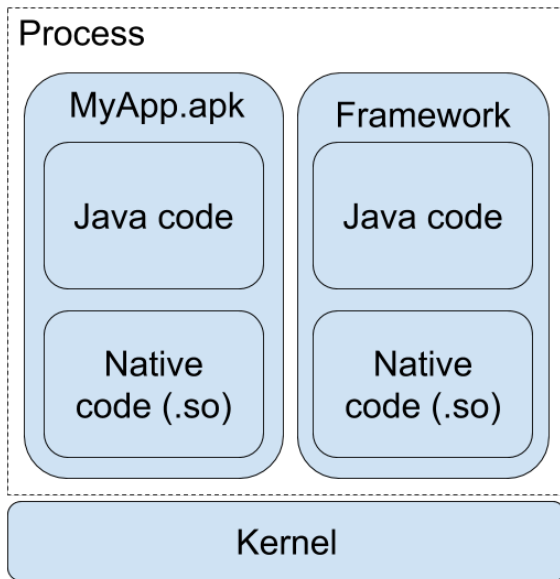 Process
MyApp.apk
Java code
Native
code (.so)
Framework
Java code
Native
code (.so)
Kernel